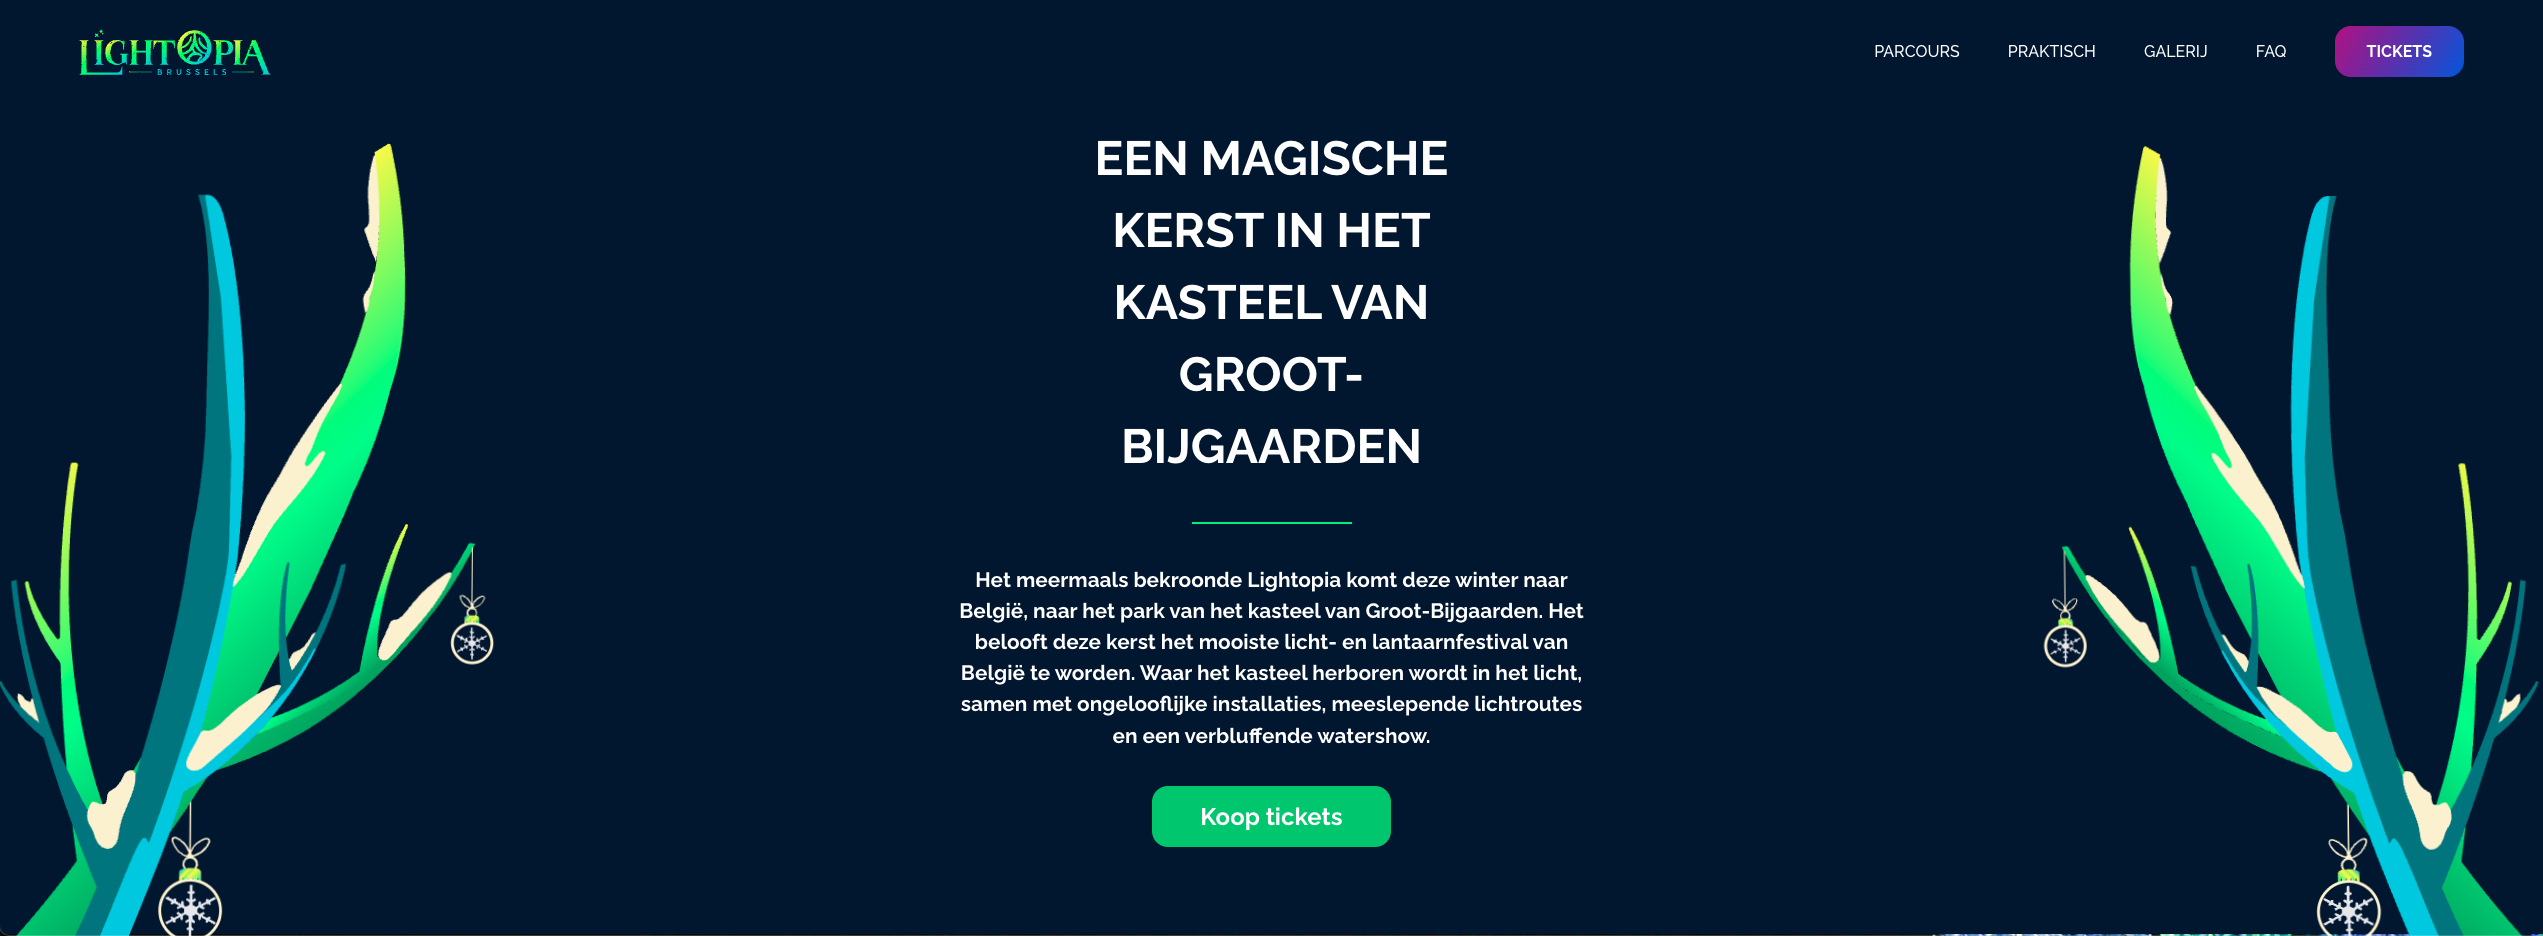 LIGHTOPIA
BRUSSELS
PARCOURS
PRAKTISCH
GALERIJ
FAQ
TICKETS
EEN MAGISCHE
KERST IN HET
KASTEEL VAN
GROOT-
BIJGAARDEN
Het meermaals bekroonde Lightopia komt deze winter naar
België, naar het park van het kasteel van Groot-Bijgaarden. Het
belooft deze kerst het mooiste licht- en lantaarnfestival van
België te worden. Waar het kasteel herboren wordt in het licht,
samen met ongelooflijke installaties, meeslepende lichtroutes
en een verbluffende watershow.
Koop tickets